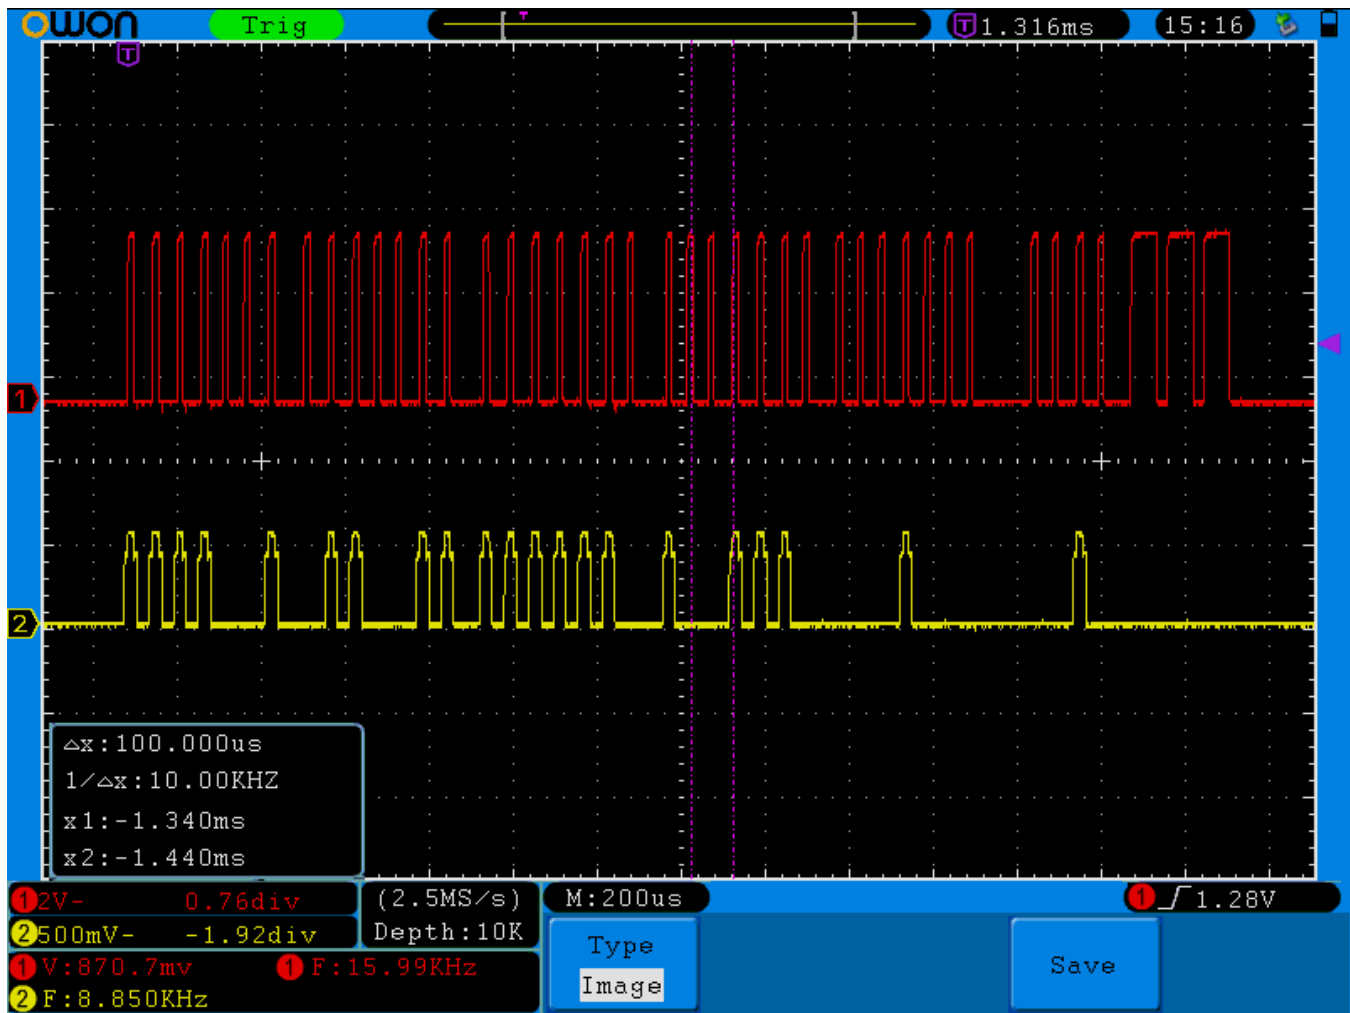 owon Trig T 1.316ms 15:16
T
1
2
△x:100.000us
1/△x:10.00KHZ
x1:-1.340ms
x2:-1.440ms
1 2V- 0.76div (2.5MS/s) M:200us 1 1.28V
2 500mV- -1.92div Depth:10K
1 V:870.7mv 1 F:15.99KHz
2 F:8.850KHz
Type
Image
Save